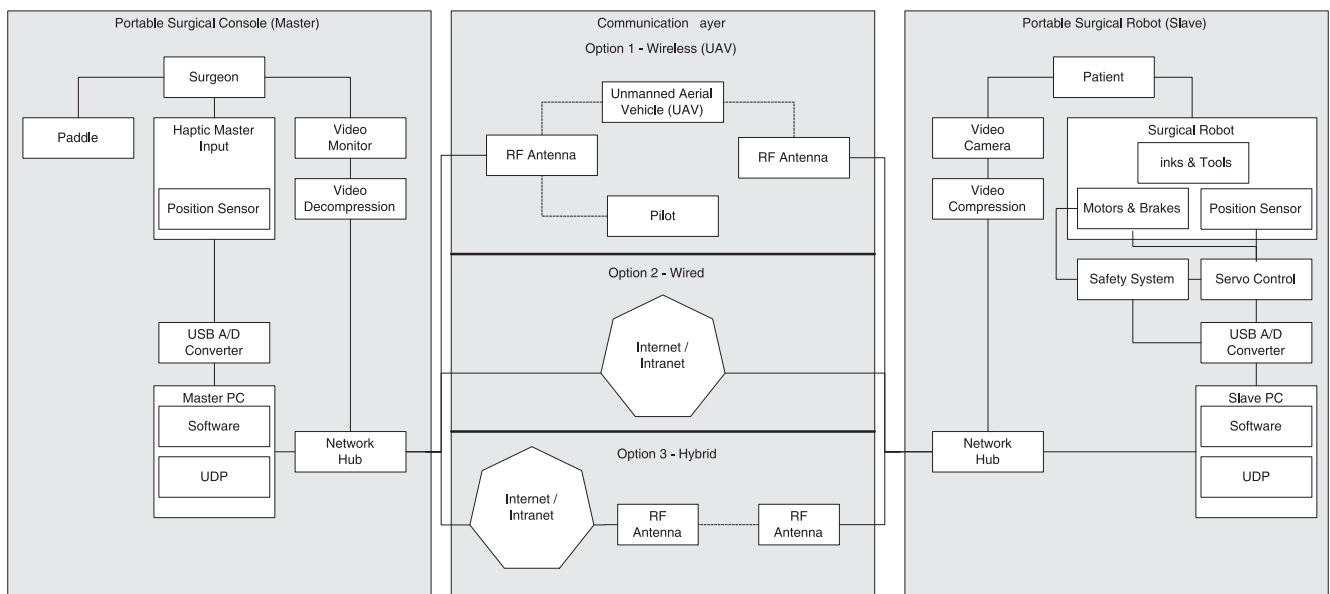 Portable Surgical Console (Master)
Surgeon
Paddle
Haptic Master
Input
Position Sensor
Video
Monitor
Video
Decompression
USB A/D
Converter
Master PC
Software
UDP
Network
Hub
Communication ayer
Option 1 - Wireless (UAV)
Unmanned Aerial
Vehicle (UAV)
RF Antenna
RF Antenna
Pilot
Option 2 - Wired
Internet /
Intranet
Option 3 - Hybrid
Internet /
Intranet
RF
Antenna
RF
Antenna
Portable Surgical Robot (Slave)
Patient
Video
Camera
Video
Compression
Surgical Robot
inks & Tools
Motors & Brakes
Position Sensor
Safety System
Servo Control
USB A/D
Converter
Slave PC
Software
UDP
Network
Hub